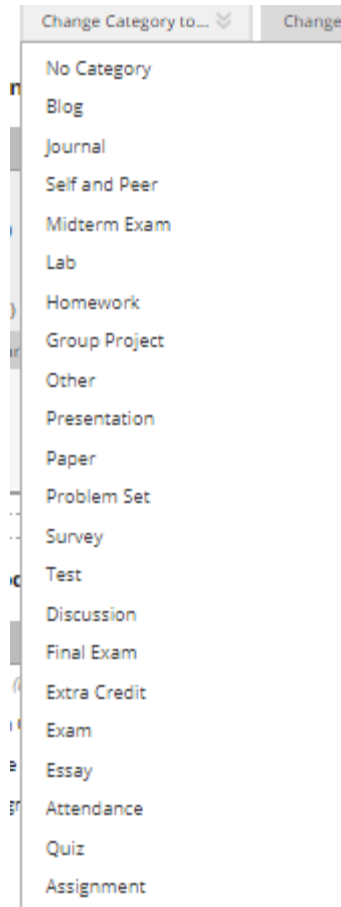 Change Category to... Change
No Category
Blog
Journal
Self and Peer
Midterm Exam
Lab
Homework
Group Project
Other
Presentation
Paper
Problem Set
Survey
Test
Discussion
Final Exam
Extra Credit
Exam
Essay
Attendance
Quiz
Assignment